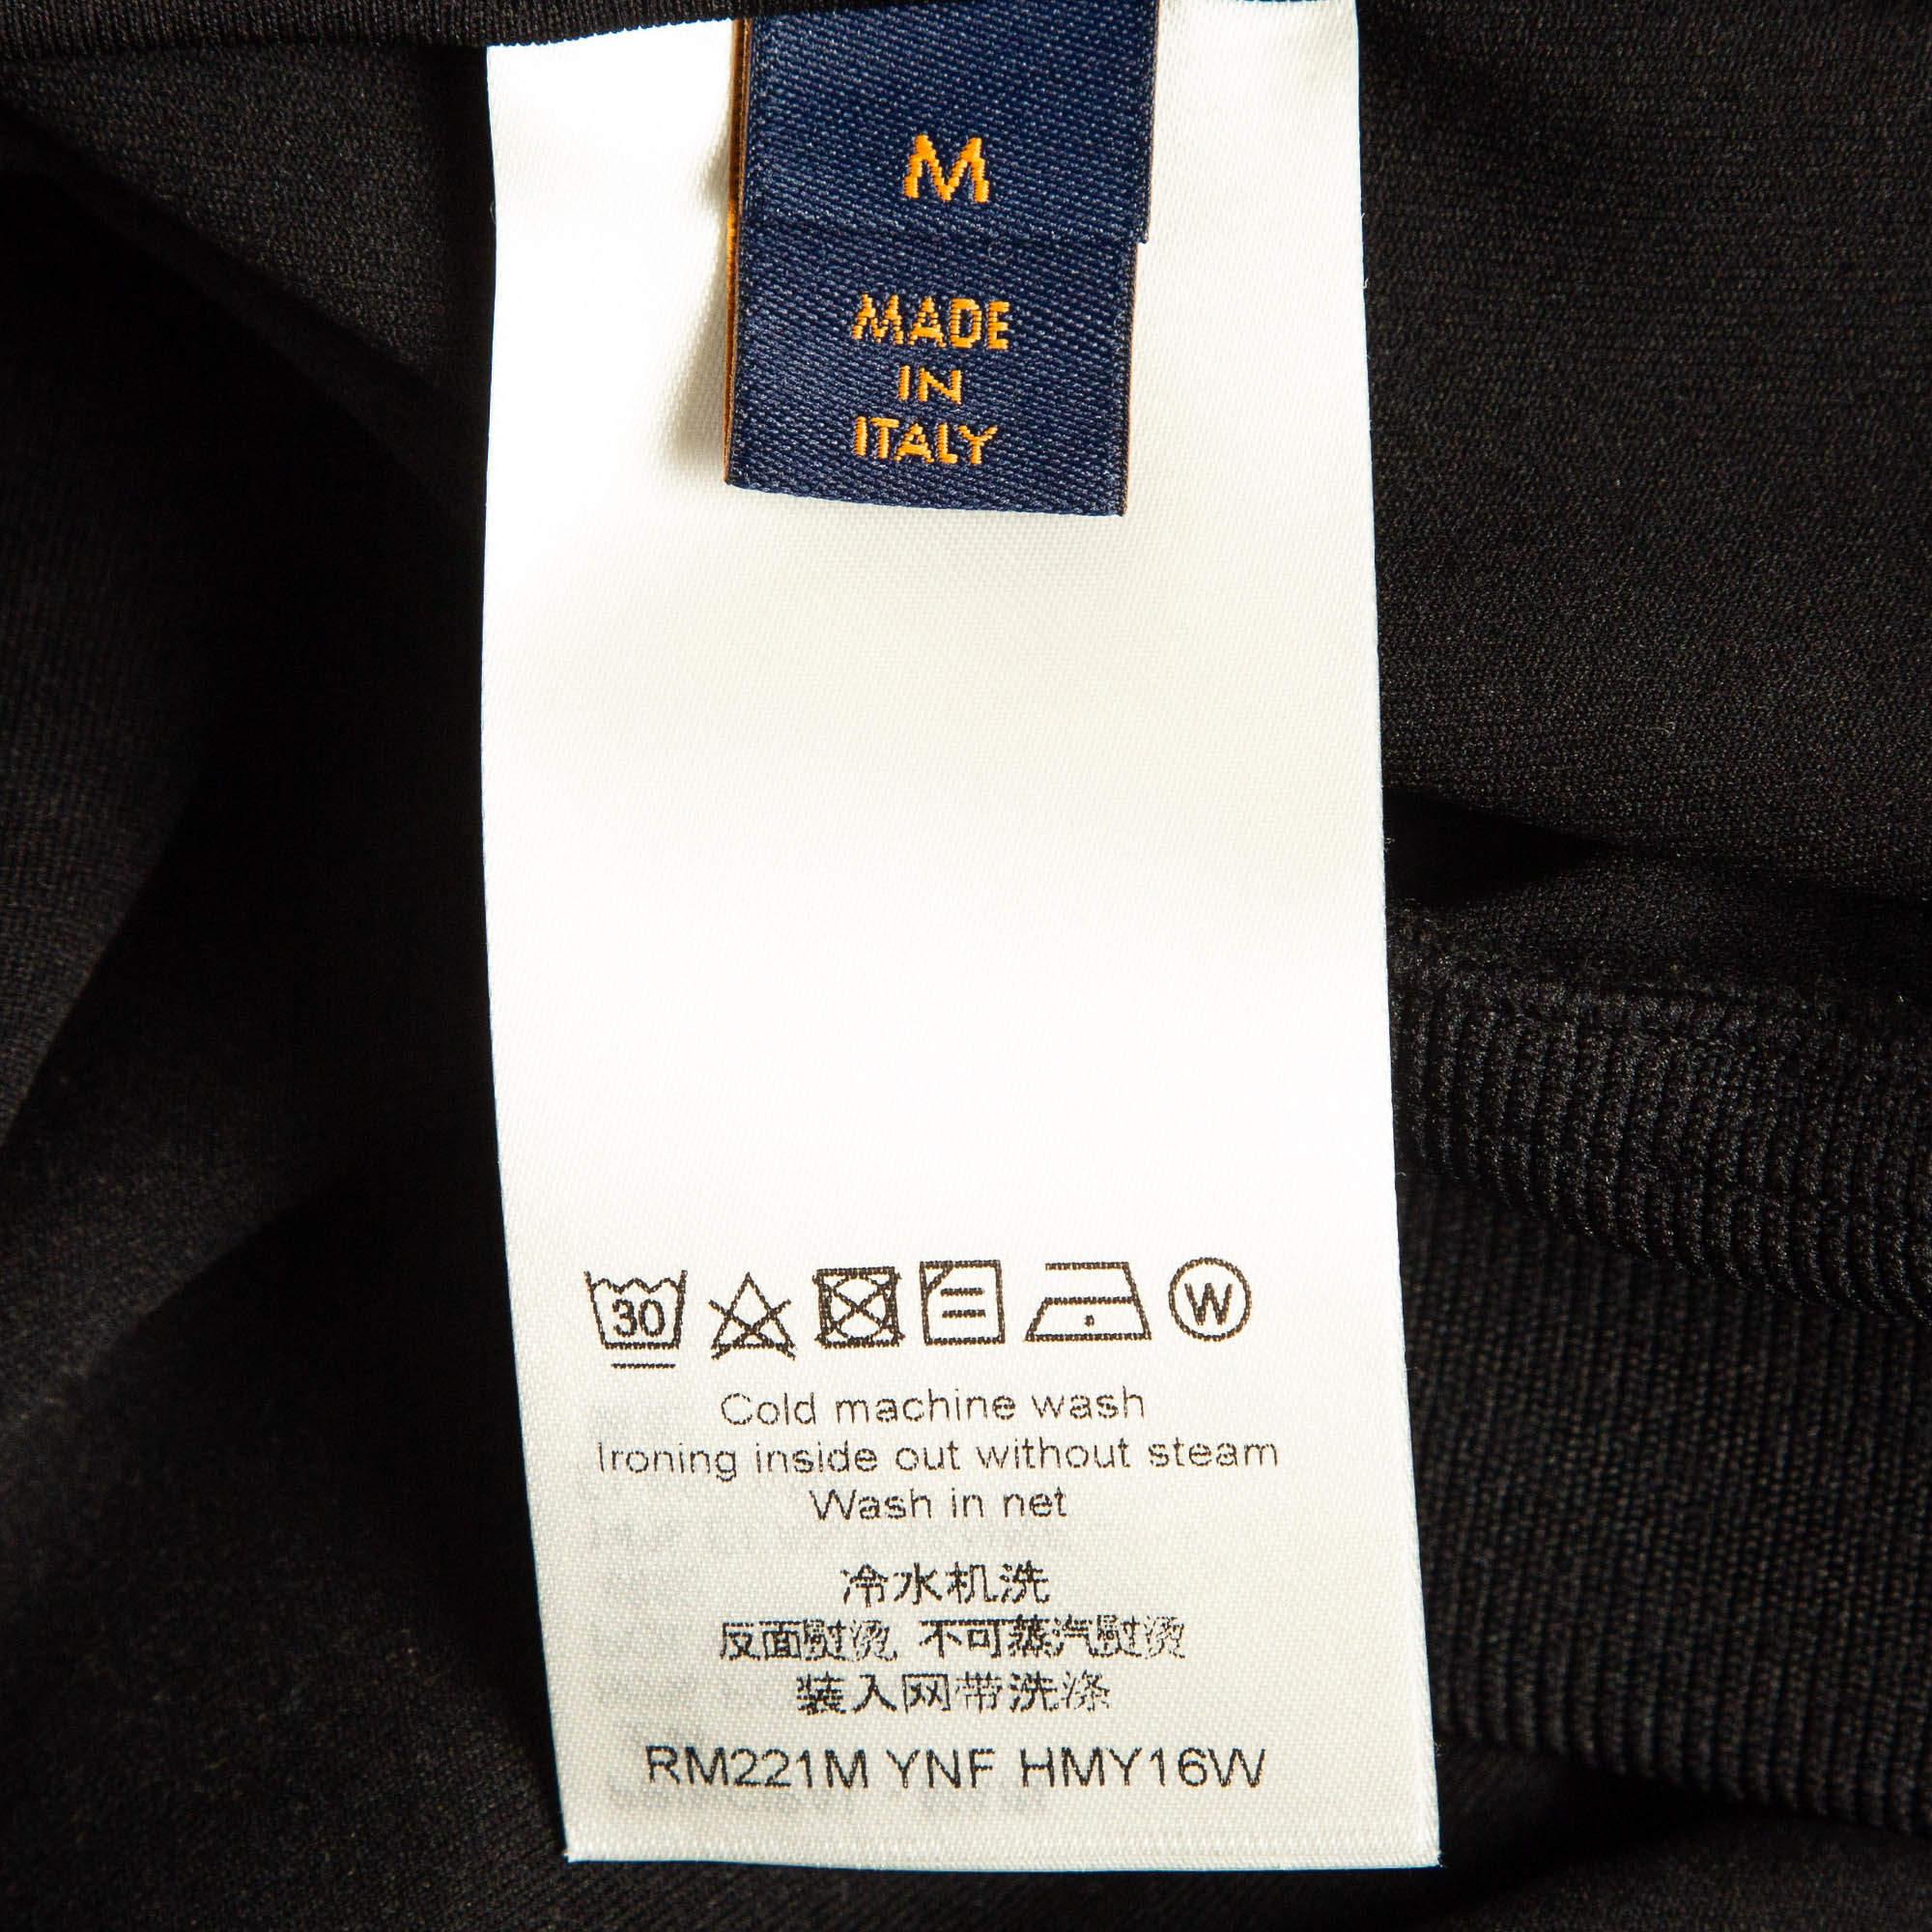 M
MADE
IN
ITALY
30 W
Cold machine wash
Ironing inside out without steam
Wash in net
冷水机洗
反面熨烫 不可蒸汽熨烫
装入网带洗涤
RM221M YNF HMY16W